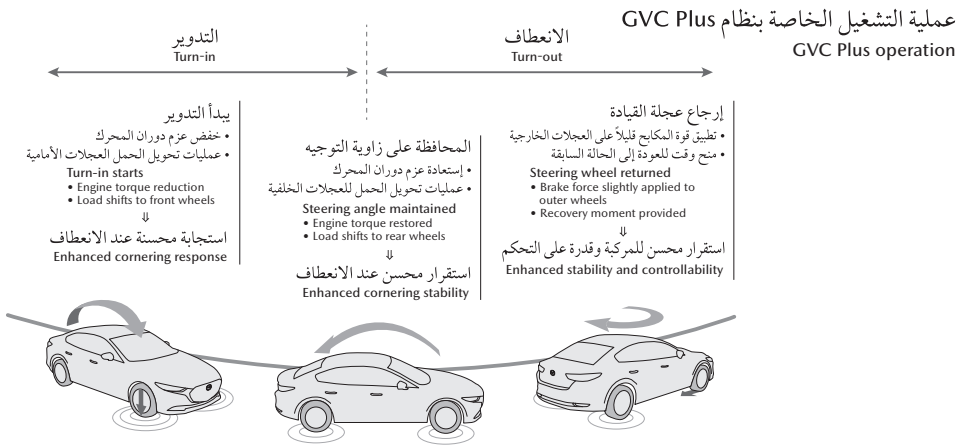 عملية التشغيل الخاصة بنظام GVC Plus
GVC Plus operation
التدوير
Turn-in
الانعطاف
Turn-out
يبدأ التدوير
• خفض عزم دوران المحرك
• عمليات تحويل الحمل العجلات الأمامية
Turn-in starts
• Engine torque reduction
• Load shifts to front wheels
⇓
استجابة محسنة عند الانعطاف
Enhanced cornering response
المحافظة على زاوية التوجيه
• إستعادة عزم دوران المحرك
• عمليات تحويل الحمل للعجلات الخلفية
Steering angle maintained
• Engine torque restored
• Load shifts to rear wheels
⇓
استقرار محسن عند الانعطاف
Enhanced cornering stability
إرجاع عجلة القيادة
• تطبيق قوة المكابح قليلاً على العجلات الخارجية
• منح وقت للعودة إلى الحالة السابقة
Steering wheel returned
• Brake force slightly applied to
outer wheels
• Recovery moment provided
⇓
استقرار محسن للمركبة وقدرة على التحكم
Enhanced stability and controllability